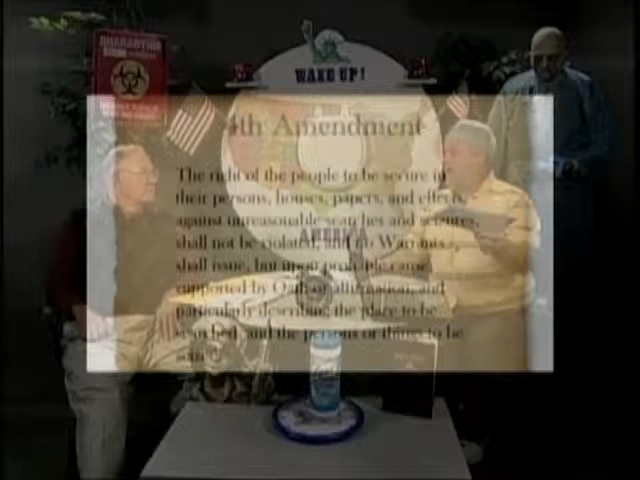 QUARANTINE
WAKE UP!
4th Amendment
The right of the people to be secure in
their persons, houses, papers, and effects,
against unreasonable searches and seizures,
shall not be violated, and no Warrants
shall issue, but upon probable cause
supported by Oath or affirmation, and
particularly describing the place to be
searched, and the persons or things to be
seized
AMERICA